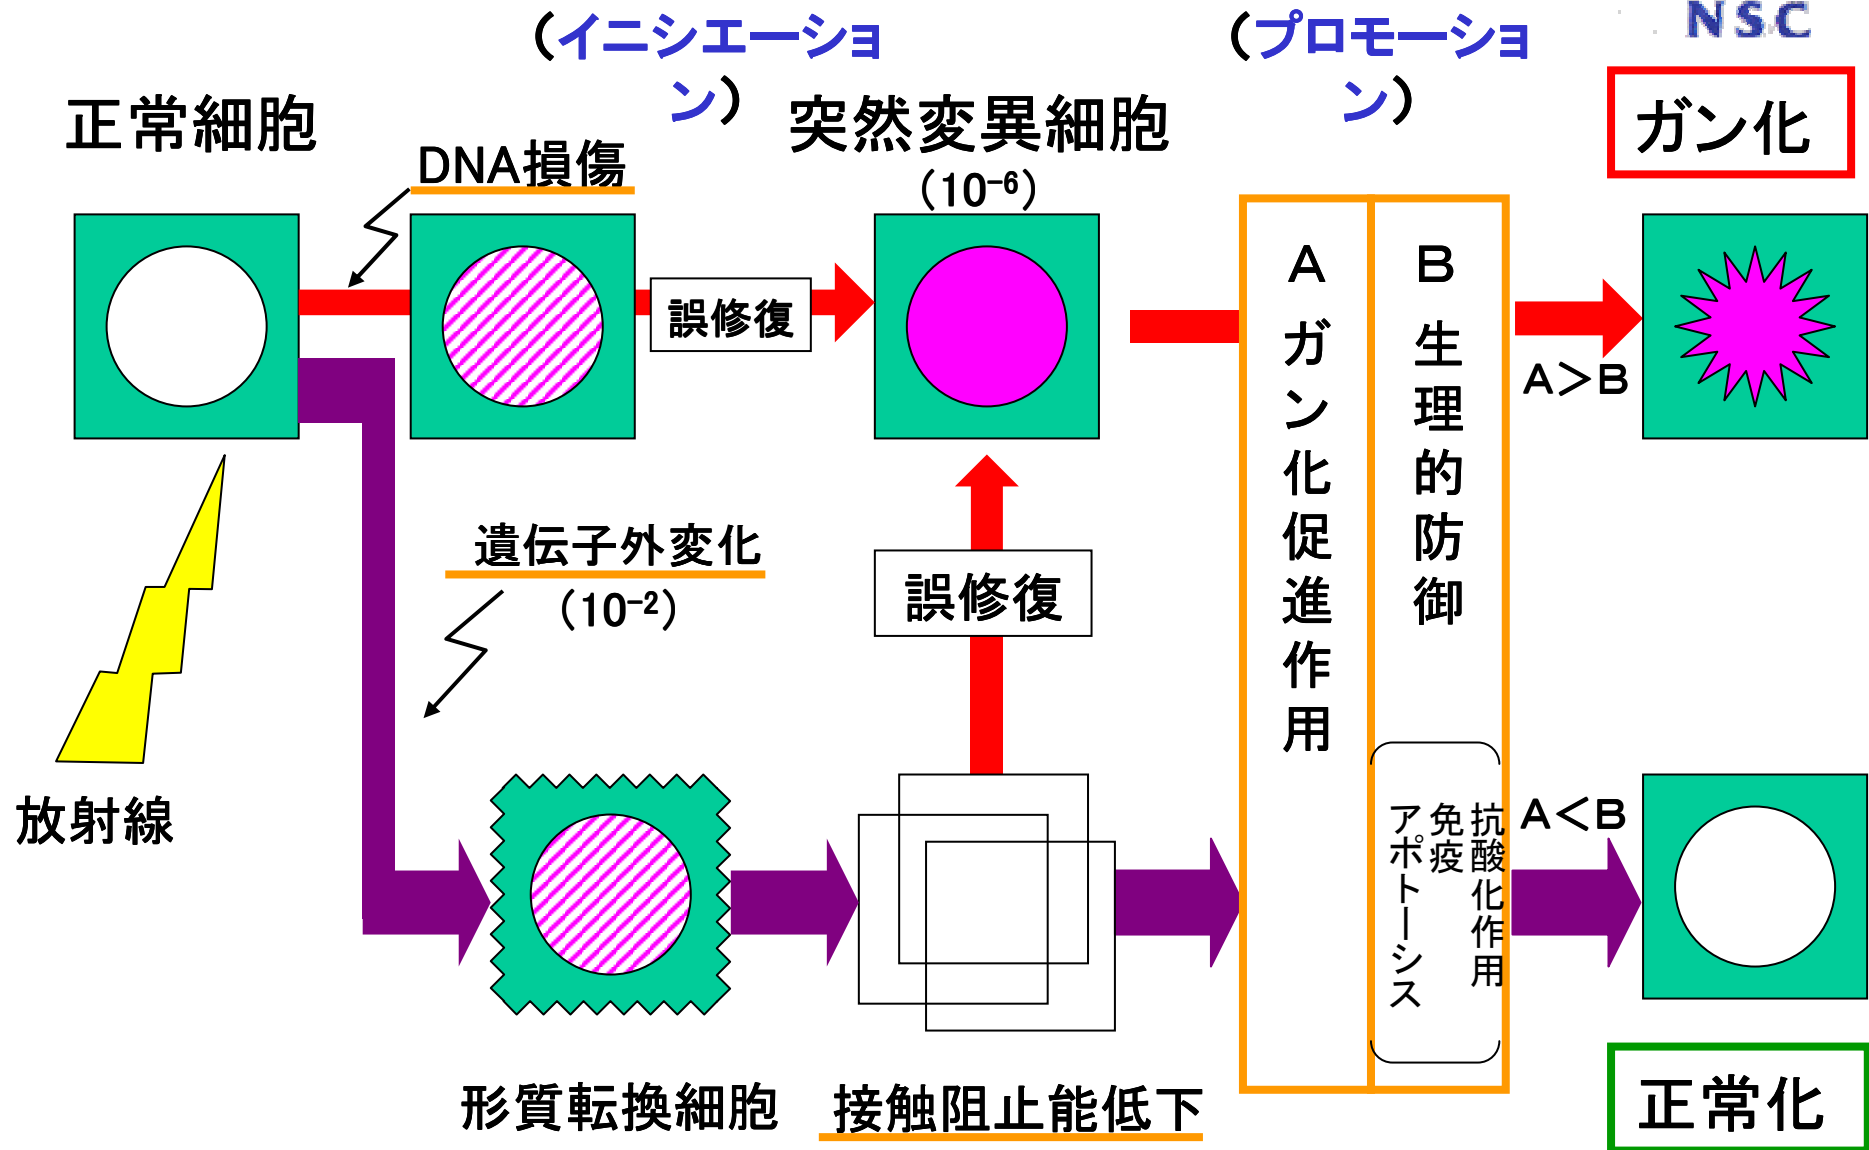 (イニシエーショ
ン)
(プロモーショ
ン)
NSC
正常細胞
DNA損傷
突然変異細胞
(10⁻⁶)
ガン化
誤修復
A ガン化促進作用
B 生理的防御
A>B
遺伝子外変化
(10⁻²)
誤修復
放射線
抗酸化作用
免疫
アポトーシス
A<B
形質転換細胞
接触阻止能低下
正常化